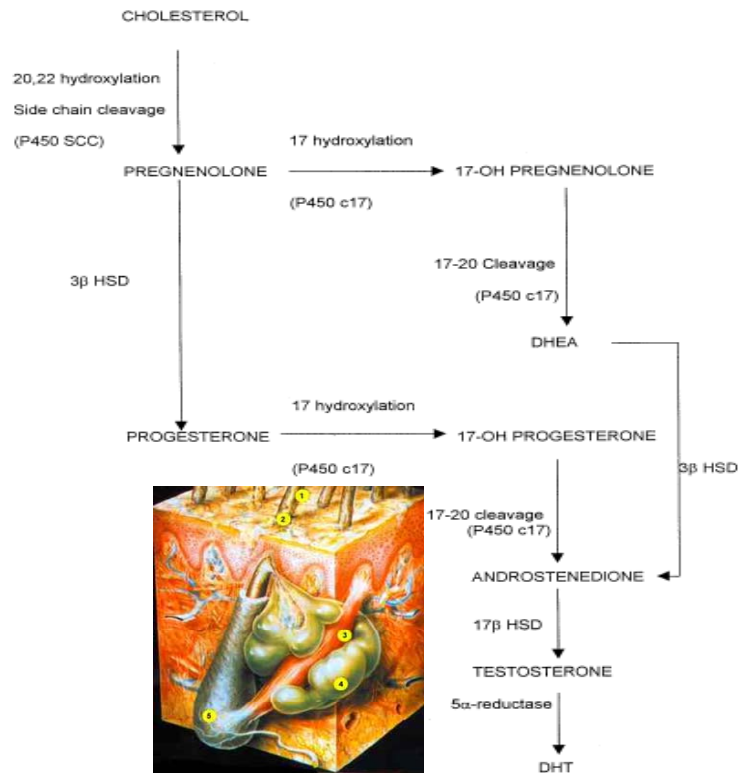 CHOLESTEROL
20,22 hydroxylation
Side chain cleavage
(P450 SCC)
17 hydroxylation
PREGNENOLONE
17-OH PREGNENOLONE
(P450 c17)
17-20 Cleavage
3β HSD
(P450 c17)
DHEA
17 hydroxylation
PROGESTERONE
17-OH PROGESTERONE
(P450 c17)
3β HSD
17-20 cleavage
(P450 c17)
ANDROSTENEDIONE
17β HSD
TESTOSTERONE
5α-reductase
DHT
1
2
3
4
5